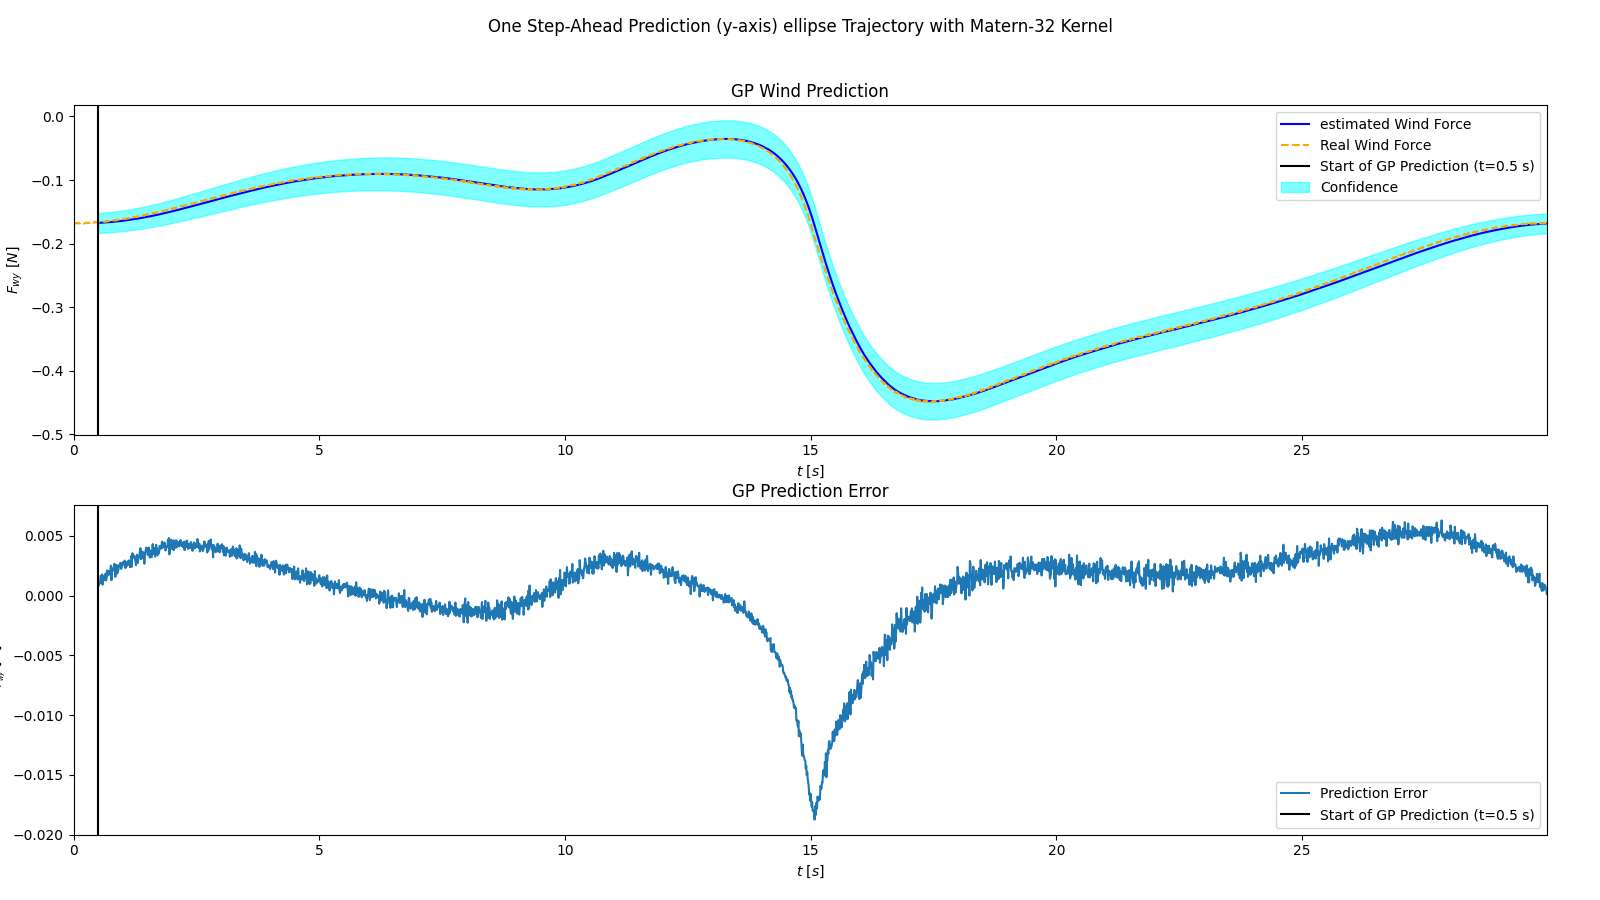 One Step-Ahead Prediction (y-axis) ellipse Trajectory with Matern-32 Kernel
GP Wind Prediction
0.0
−0.1
−0.2
−0.3
−0.4
−0.5
F_wy [N]
estimated Wind Force
Real Wind Force
Start of GP Prediction (t=0.5 s)
Confidence
0 5 10 15 20 25
t [s]
GP Prediction Error
0.005
0.000
−0.005
−0.010
−0.015
−0.020
Prediction Error
Start of GP Prediction (t=0.5 s)
0 5 10 15 20 25
t [s]